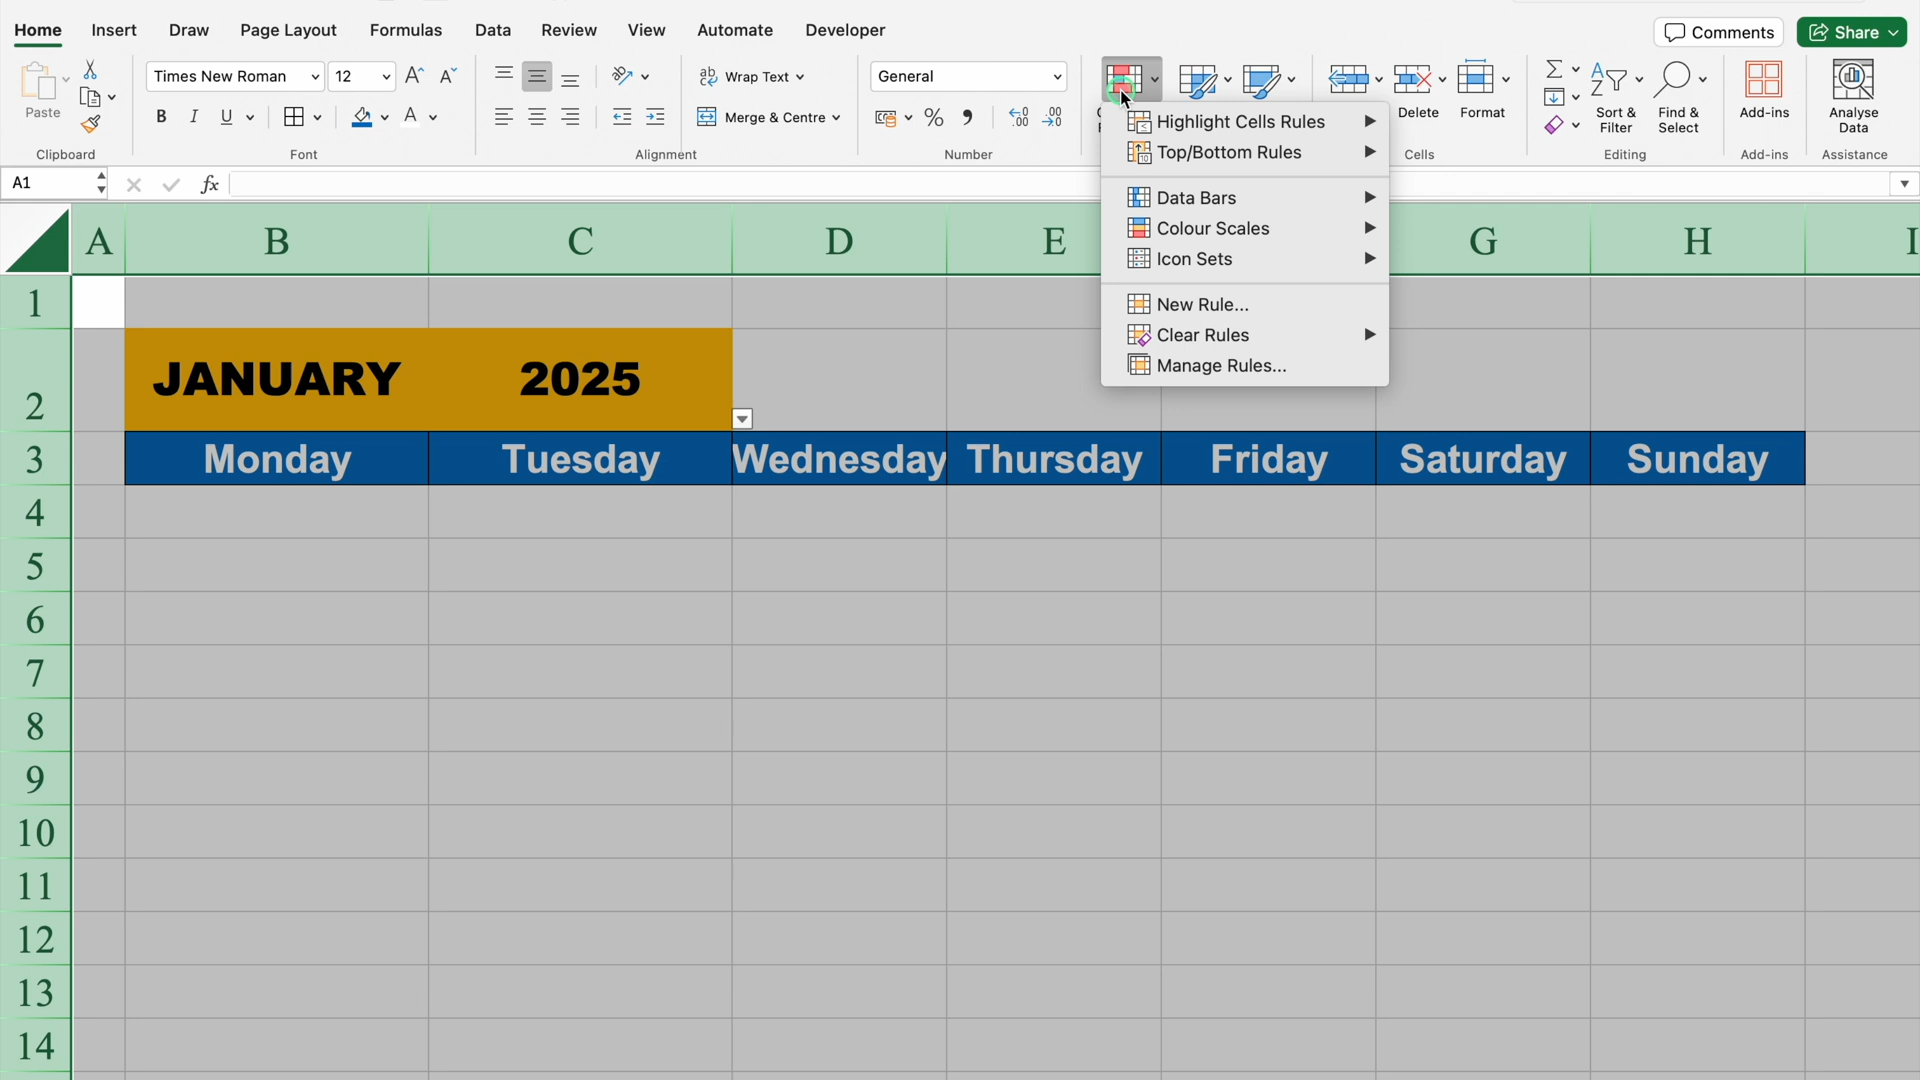 Home Insert Draw Page Layout Formulas Data Review View Automate Developer Comments Share
Times New Roman 12 Wrap Text General
Paste B I U A Merge & Centre % Delete Format Sort & Filter Find & Select Add-ins Analyse Data
Clipboard Font Alignment Number Cells Editing Add-ins Assistance
Highlight Cells Rules
Top/Bottom Rules
Data Bars
Colour Scales
Icon Sets
New Rule...
Clear Rules
Manage Rules...
A1 fx
A B C D E G H I
1
2 JANUARY 2025
3 Monday Tuesday Wednesday Thursday Friday Saturday Sunday
4
5
6
7
8
9
10
11
12
13
14